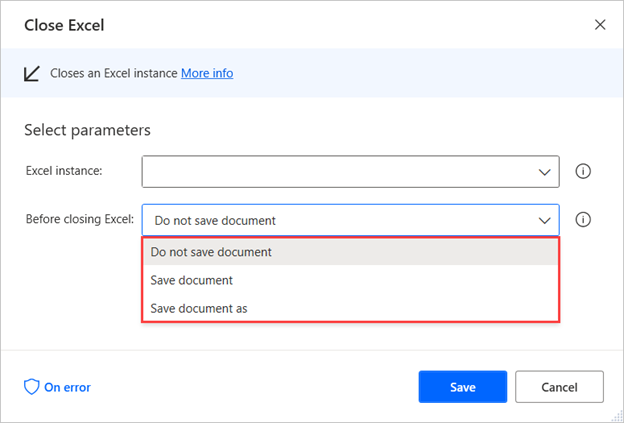 Close Excel
Closes an Excel instance More info
Select parameters
Excel instance:
Before closing Excel: Do not save document
Do not save document
Save document
Save document as
On error Save Cancel